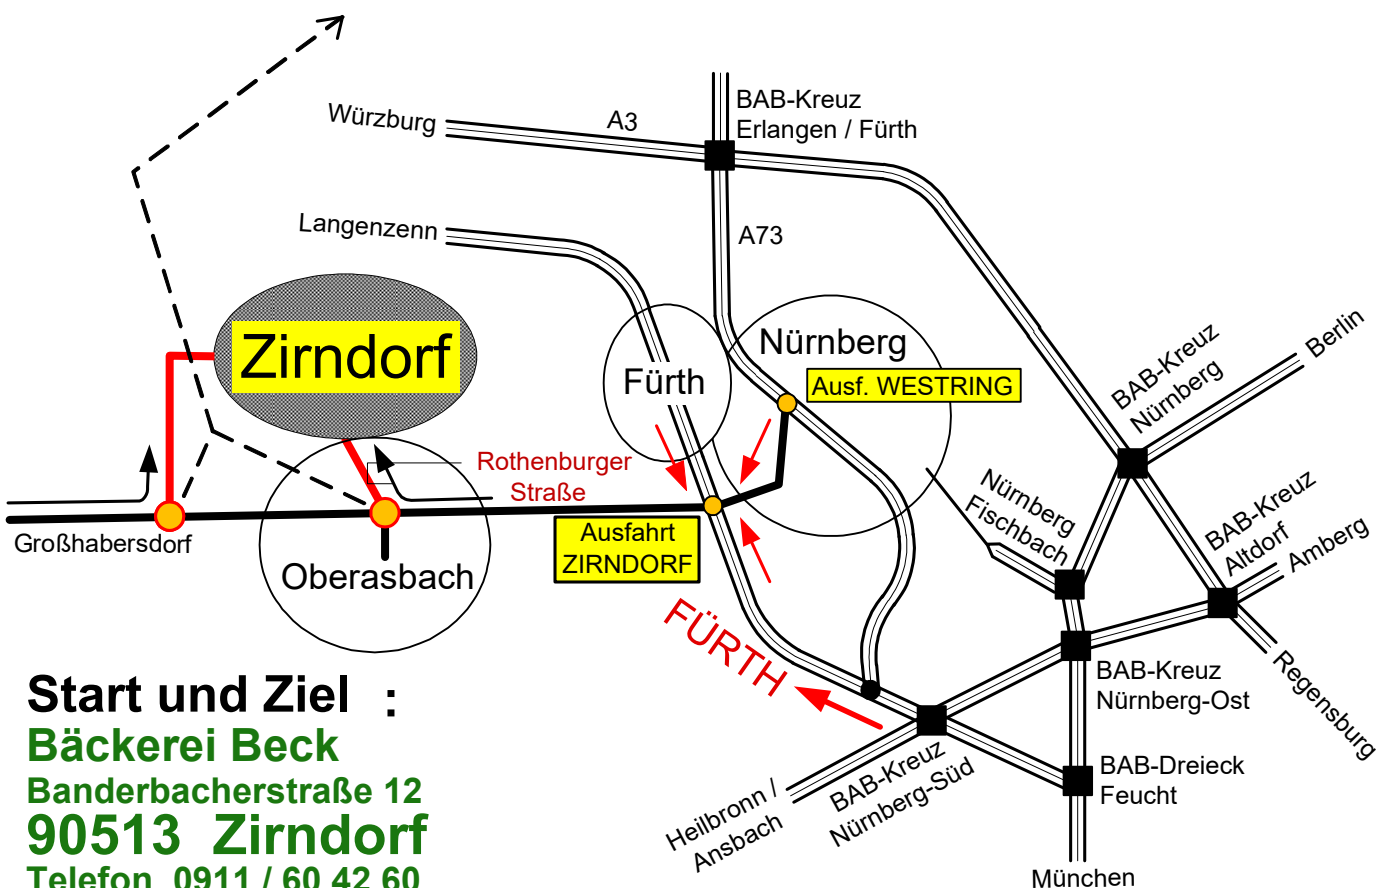 BAB-Kreuz
Erlangen / Fürth
Würzburg
A3
Langenzenn
A73
Zirndorf
Fürth
Nürnberg
Ausf. WESTRING
BAB-Kreuz
Nürnberg
Berlin
Rothenburger
Straße
Nürnberg
Fischbach
BAB-Kreuz
Altdorf
Amberg
Großhabersdorf
Ausfahrt
ZIRNDORF
Oberasbach
FÜRTH
BAB-Kreuz
Nürnberg-Ost
Regensburg
BAB-Kreuz
Nürnberg-Süd
BAB-Dreieck
Feucht
Heilbronn /
Ansbach
München
Start und Ziel :
Bäckerei Beck
Banderbacherstraße 12
90513 Zirndorf
Telefon 0911 / 60 42 60